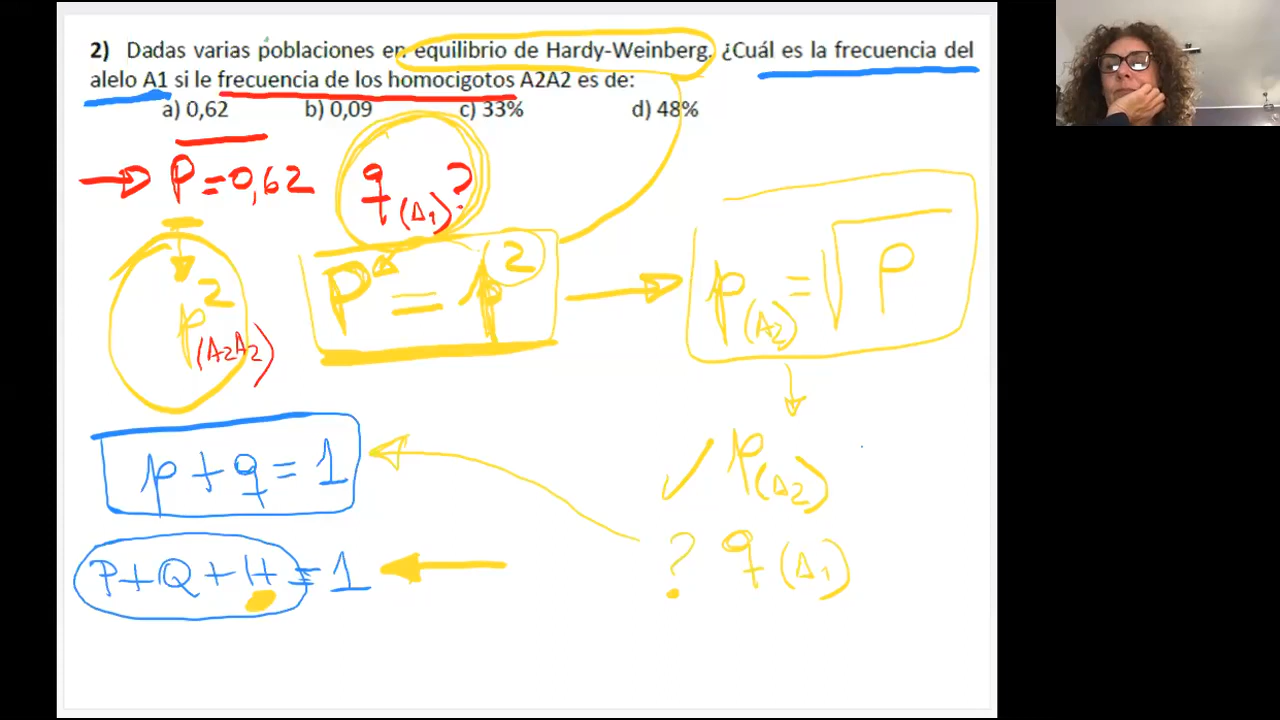 2) Dadas varias poblaciones en equilibrio de Hardy-Weinberg. ¿Cuál es la frecuencia del
alelo A1 si le frecuencia de los homocigotos A2A2 es de:
a) 0,62 b) 0,09 c) 33% d) 48%
P=0,62 q(A1)?
p²(A2A2) P = p² p(A2) = √P
p + q = 1 ✓ p(A2)
P+Q+H = 1 ? q(A1)